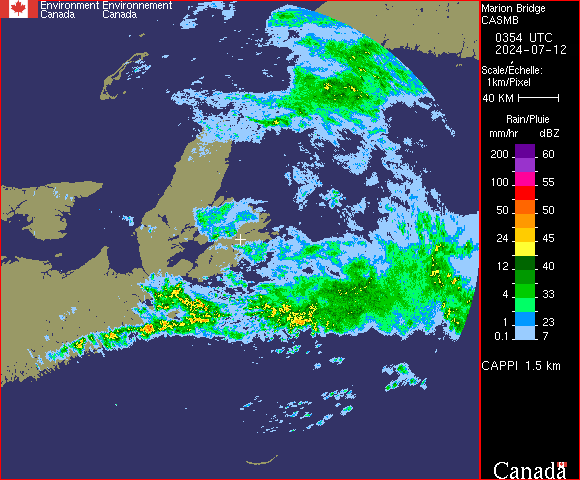 Environment Environnement
Canada Canada
Marion Bridge
CASMB
0354 UTC
2024-07-12
Scale/Échelle:
1km/Pixel
40 KM
Rain/Pluie
mm/hr dBZ
200 60
100 55
50 50
24 45
12 40
4 33
0.1 23
7
CAPPI 1.5 km
Canada